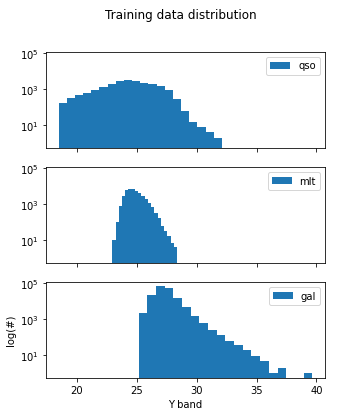 Training data distribution
10^5
qso
10^3
10^1
10^5
mlt
10^3
10^1
10^5
gal
10^3
10^1
log(#)
20 25 30 35 40
Y band